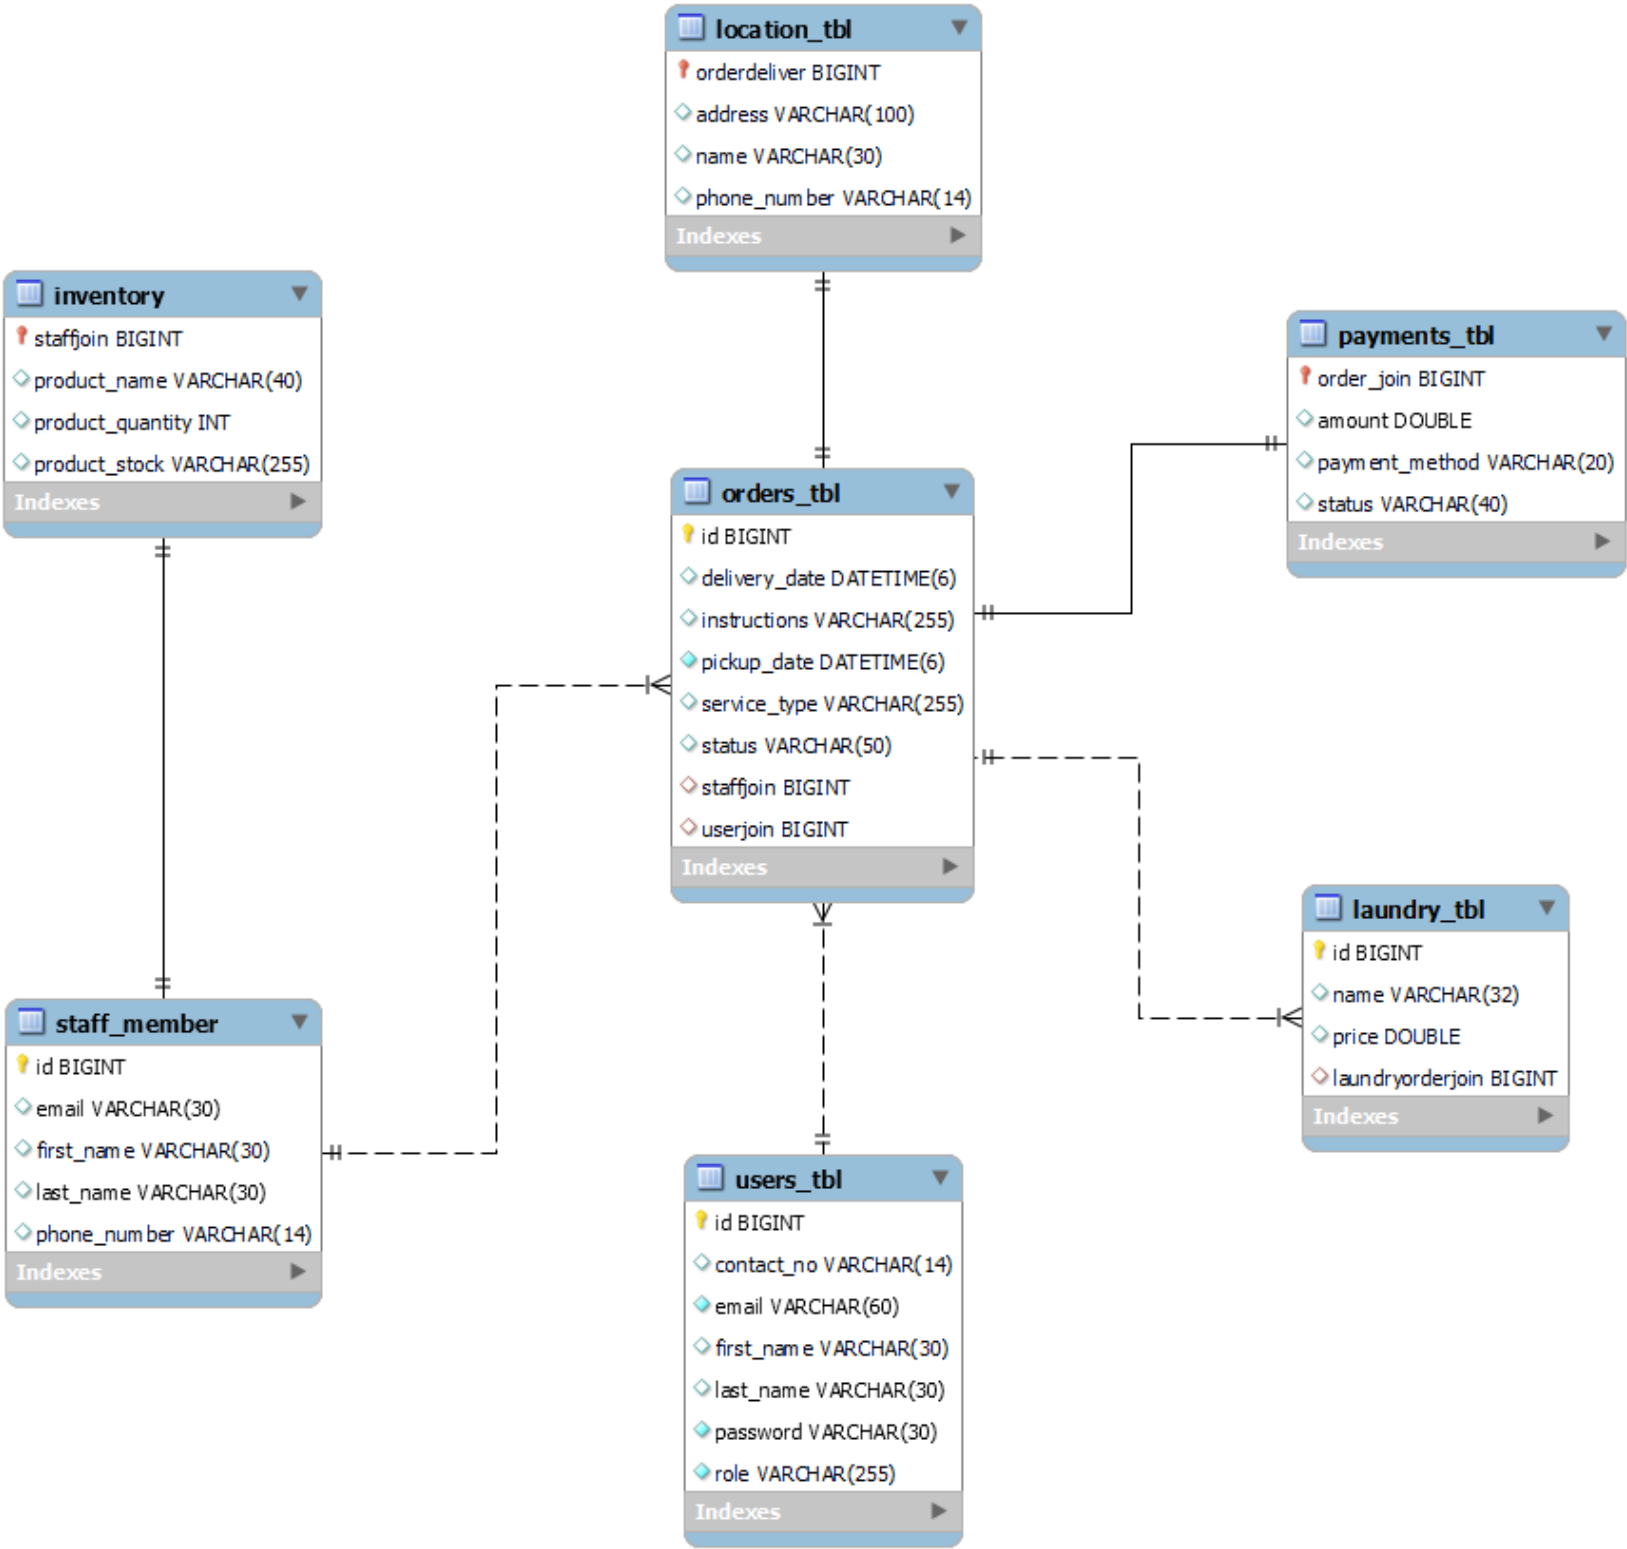 location_tbl
orderdeliver BIGINT
address VARCHAR(100)
name VARCHAR(30)
phone_number VARCHAR(14)
Indexes
inventory
staffjoin BIGINT
product_name VARCHAR(40)
product_quantity INT
product_stock VARCHAR(255)
Indexes
payments_tbl
order_join BIGINT
amount DOUBLE
payment_method VARCHAR(20)
status VARCHAR(40)
Indexes
orders_tbl
id BIGINT
delivery_date DATETIME(6)
instructions VARCHAR(255)
pickup_date DATETIME(6)
service_type VARCHAR(255)
status VARCHAR(50)
staffjoin BIGINT
userjoin BIGINT
Indexes
laundry_tbl
id BIGINT
name VARCHAR(32)
price DOUBLE
laundryorderjoin BIGINT
Indexes
staff_member
id BIGINT
email VARCHAR(30)
first_name VARCHAR(30)
last_name VARCHAR(30)
phone_number VARCHAR(14)
Indexes
users_tbl
id BIGINT
contact_no VARCHAR(14)
email VARCHAR(60)
first_name VARCHAR(30)
last_name VARCHAR(30)
password VARCHAR(30)
role VARCHAR(255)
Indexes